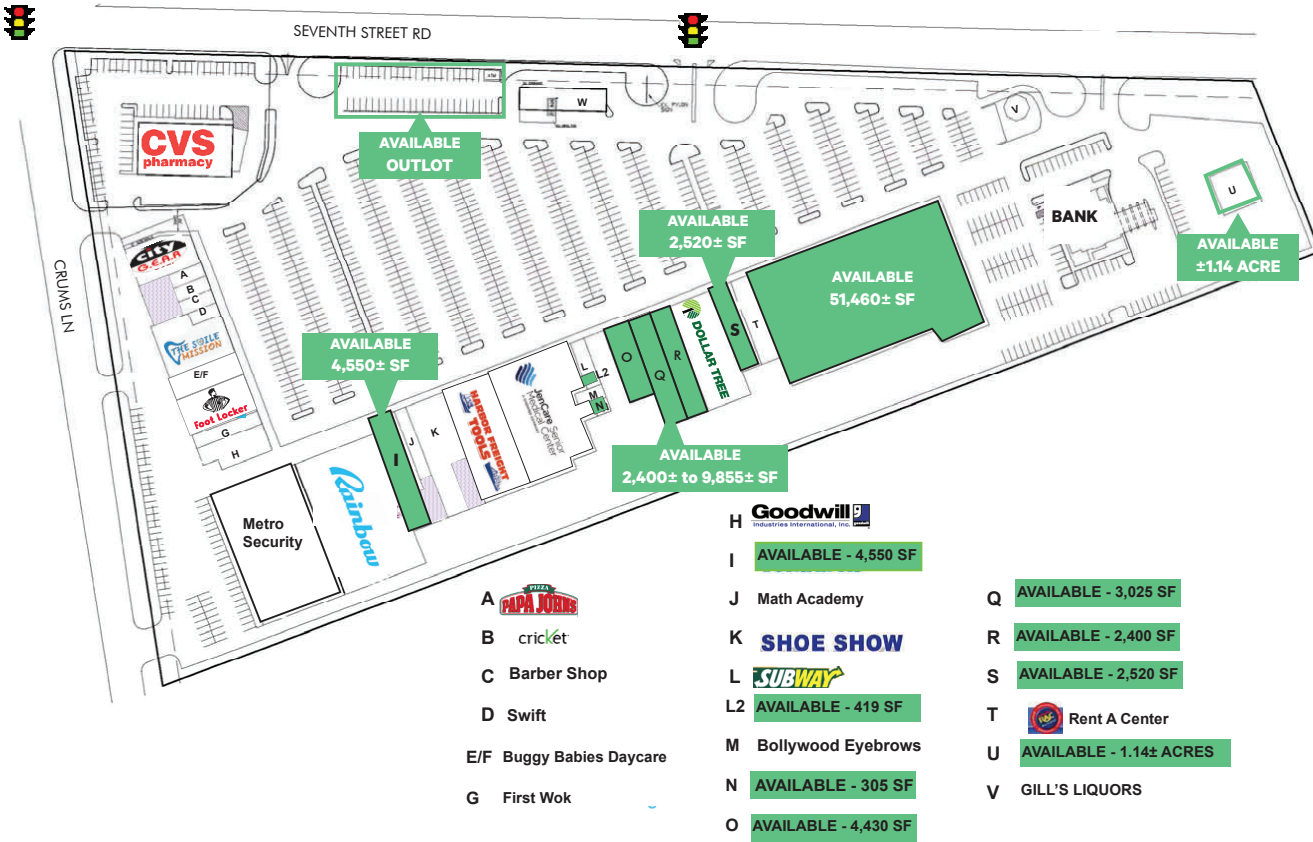 SEVENTH STREET RD
ATM
W
V
CVS
pharmacy
AVAILABLE
OUTLOT
CRUMS LN
CITY
G.E.A.R
A
B
C
D
THE SMILE
MISSION
E/F
Foot Locker
G
H
AVAILABLE
2,520± SF
BANK
U
AVAILABLE
±1.14 ACRE
AVAILABLE
51,460± SF
AVAILABLE
4,550± SF
DOLLAR TREE
S
T
O
Q
R
L
L2
M
N
JenCare Senior
Medical Center
HARBOR FREIGHT
TOOLS
K
J
I
AVAILABLE
2,400± to 9,855± SF
Rainbow
Metro
Security
A PIZZA PAPA JOHNS
B cricket
C Barber Shop
D Swift
E/F Buggy Babies Daycare
G First Wok
H Goodwill
Industries International, Inc.
I AVAILABLE - 4,550 SF
J Math Academy
K SHOE SHOW
L SUBWAY
L2 AVAILABLE - 419 SF
M Bollywood Eyebrows
N AVAILABLE - 305 SF
O AVAILABLE - 4,430 SF
Q AVAILABLE - 3,025 SF
R AVAILABLE - 2,400 SF
S AVAILABLE - 2,520 SF
T Rent A Center
U AVAILABLE - 1.14± ACRES
V GILL'S LIQUORS